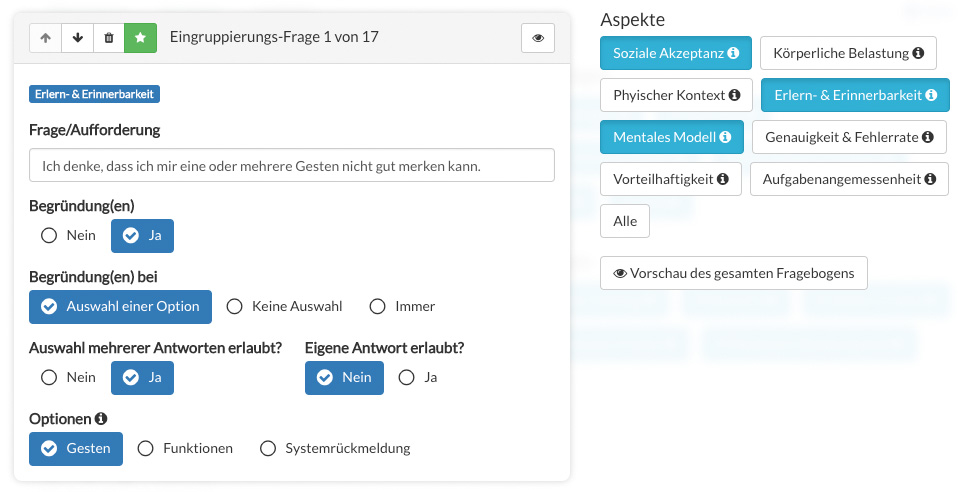 Eingruppierungs-Frage 1 von 17
Erlern- & Erinnerbarkeit
Frage/Aufforderung
Ich denke, dass ich mir eine oder mehrere Gesten nicht gut merken kann.
Begründung(en)
Nein Ja
Begründung(en) bei
Auswahl einer Option Keine Auswahl Immer
Auswahl mehrerer Antworten erlaubt? Eigene Antwort erlaubt?
Nein Ja Nein Ja
Optionen
Gesten Funktionen Systemrückmeldung
Aspekte
Soziale Akzeptanz Körperliche Belastung
Phyischer Kontext Erlern- & Erinnerbarkeit
Mentales Modell Genauigkeit & Fehlerrate
Vorteilhaftigkeit Aufgabenangemessenheit
Alle
Vorschau des gesamten Fragebogens